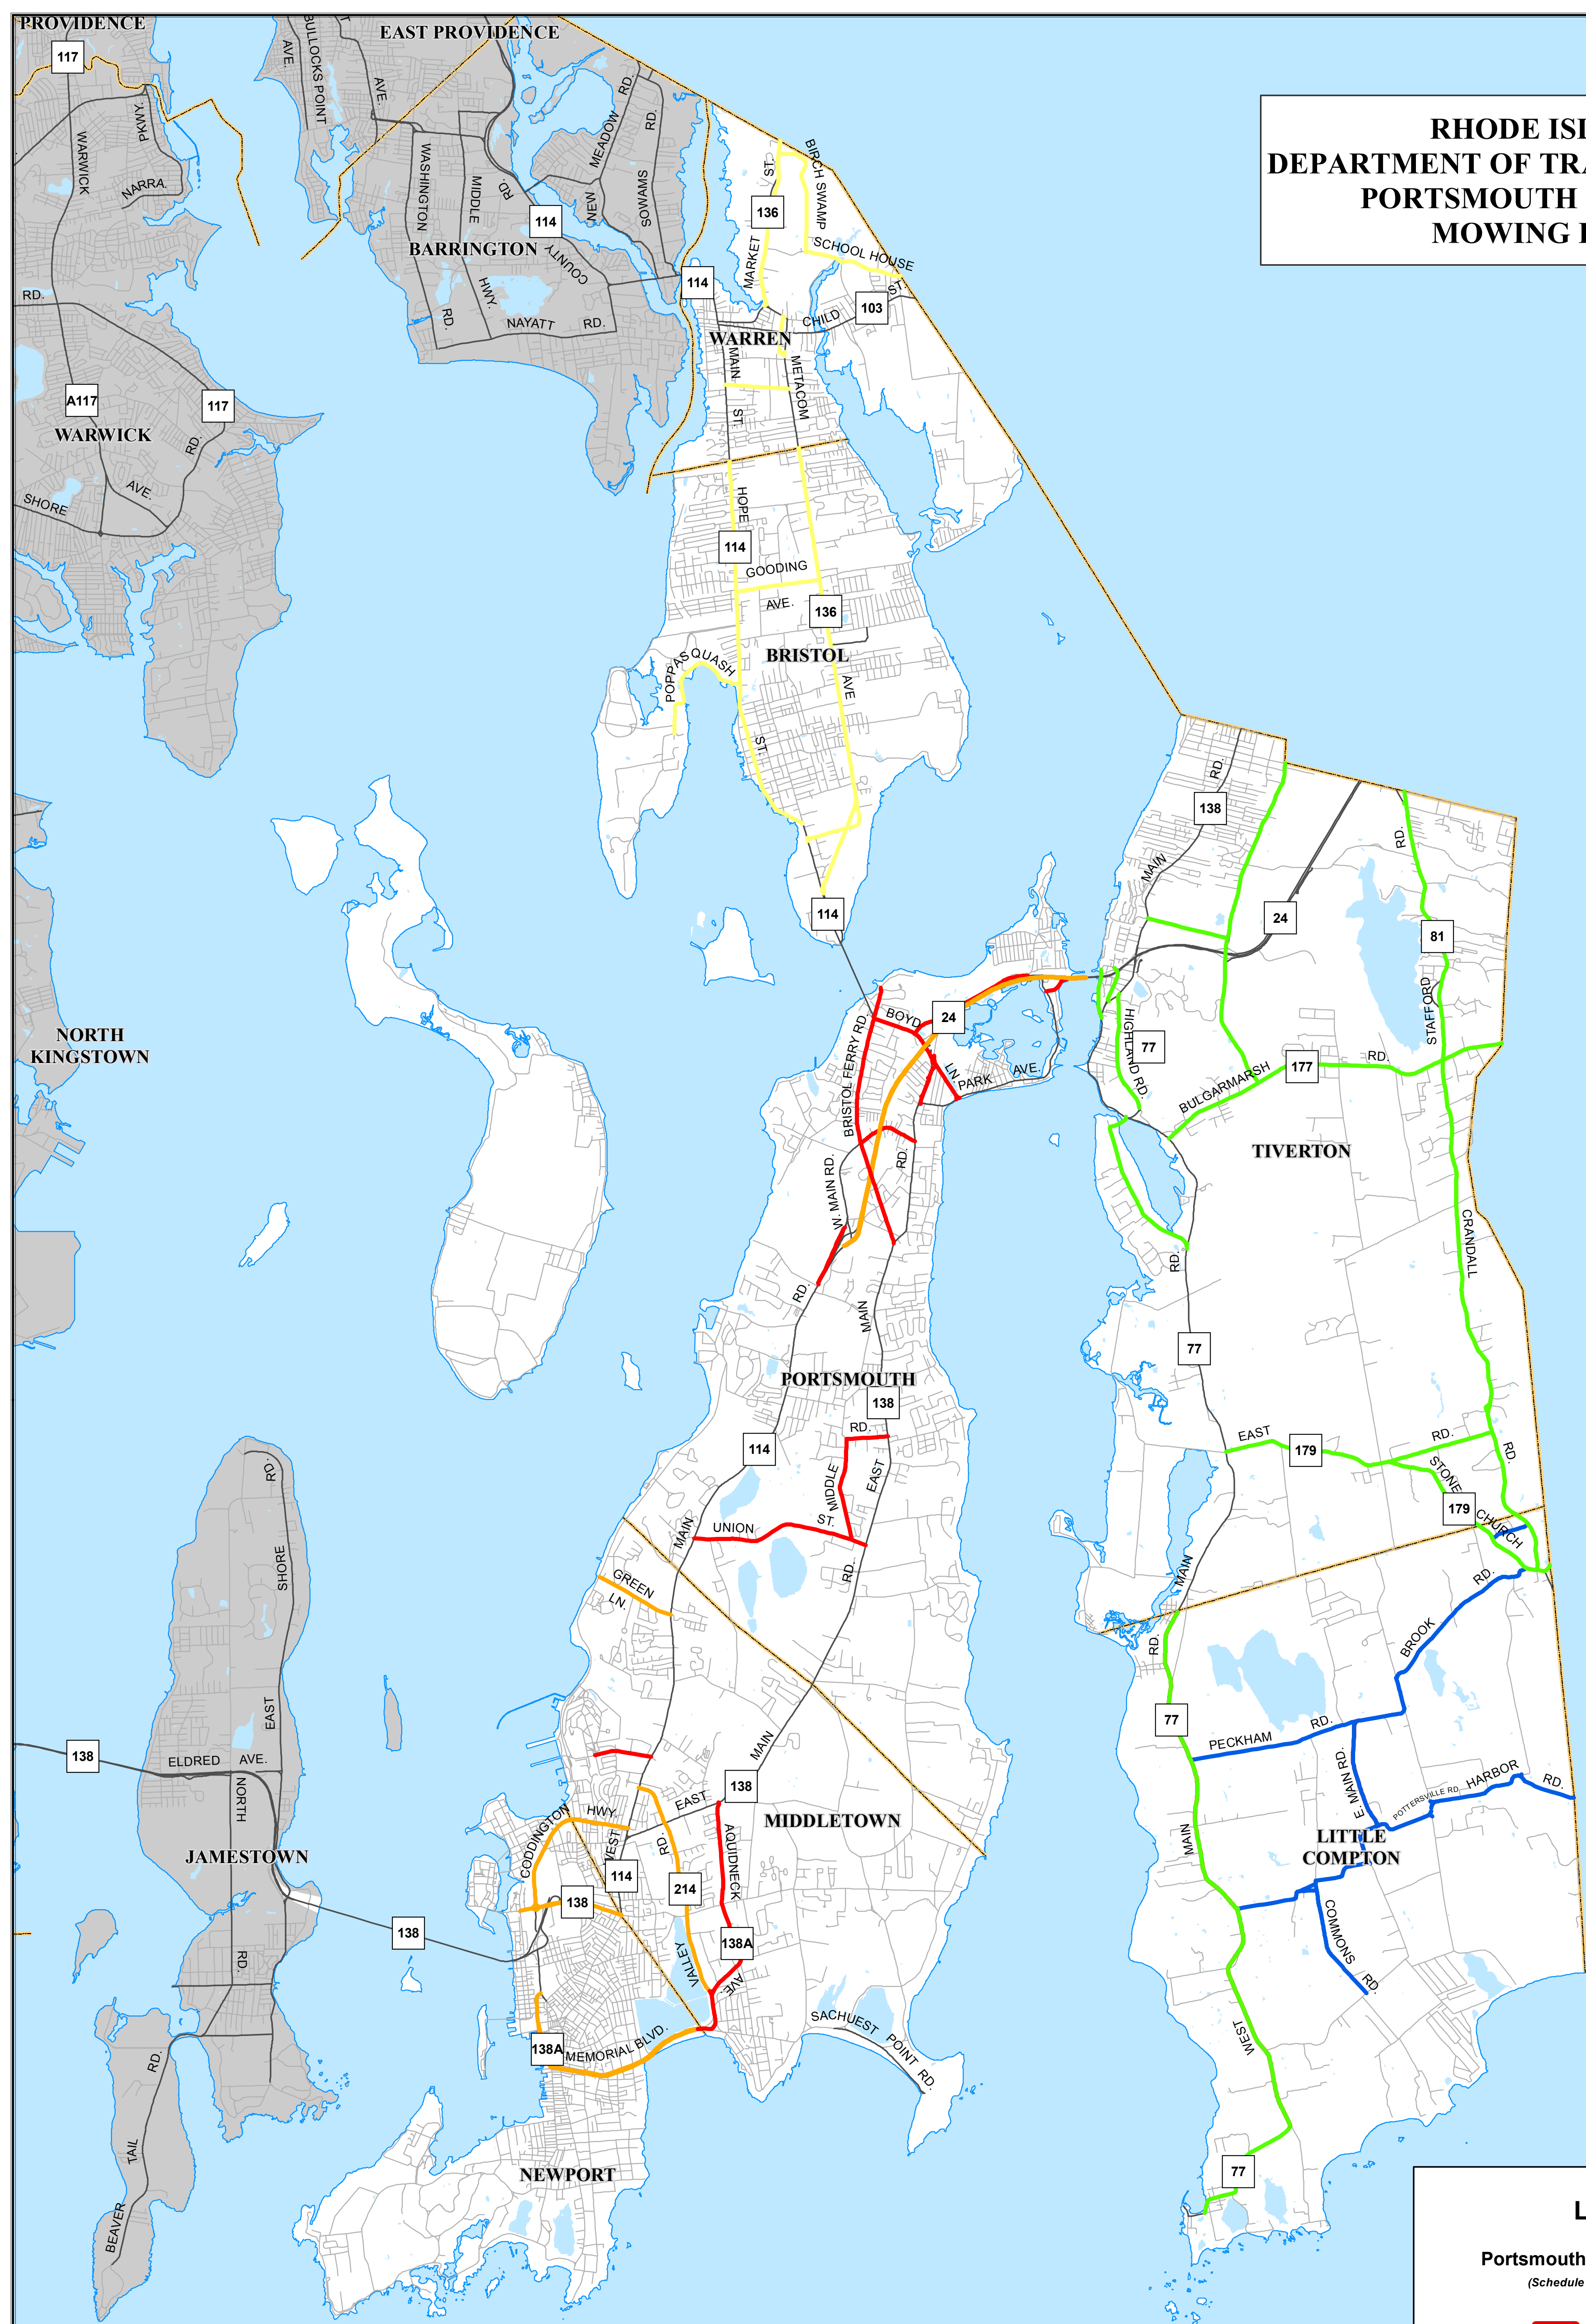 PROVIDENCE
EAST PROVIDENCE
117
AVE.
BULLOCKS POINT
AVE.
RD.
MEADOW
RD.
PKWY.
WARWICK
NARRA.
WASHINGTON
MIDDLE
RD.
NEW
SOWAMS
114
BARRINGTON
COUNTY
HWY.
RD.
RD.
NAYATT
RD.
ST.
BIRCH SWAMP
136
MARKET
SCHOOL HOUSE
114
ST.
103
CHILD
WARREN
MAIN
METACOM
ST.
RHODE ISL
DEPARTMENT OF TRA
PORTSMOUTH
MOWING
A117
117
WARWICK
RD.
AVE.
SHORE
HOPE
114
GOODING
AVE.
136
BRISTOL
POPPASQUASH
AVE
ST.
114
RD.
138
MAIN
24
RD.
81
STAFFORD
NORTH
KINGSTOWN
BOYD
24
BRISTOL FERRY RD.
LN.
PARK
AVE.
HIGHLAND RD.
77
BULGARMARSH
177
RD.
TIVERTON
W. MAIN RD.
RD.
CRANDALL
RD.
RD.
MAIN
77
PORTSMOUTH
138
RD.
114
MIDDLE
EAST
EAST
179
RD.
STONE
RD.
179
CHURCH
MAIN
UNION
ST.
RD.
RD.
SHORE
GREEN
LN.
MAIN
RD.
BROOK
RD.
EAST
77
PECKHAM
RD.
138
ELDRED
AVE.
NORTH
MAIN
138
EAST
HWY.
CODDINGTON
WEST
RD.
AQUIDNECK
MIDDLETOWN
E. MAIN RD.
POTTERSVILLE RD.
HARBOR
RD.
MAIN
LITTLE
COMPTON
JAMESTOWN
114
214
138
138
138A
COMMONS
RD.
VALLEY
AVE.
RD.
SACHUEST
POINT
RD.
WEST
138A
MEMORIAL BLVD.
RD.
TAIL
BEAVER
NEWPORT
77
L
Portsmouth
(Schedule